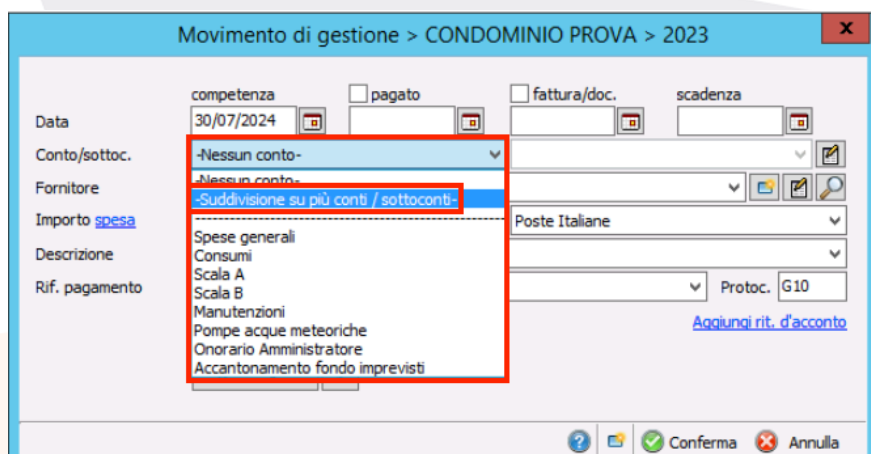 Movimento di gestione > CONDOMINIO PROVA > 2023
x
competenza pagato fattura/doc. scadenza
Data 30/07/2024
Conto/sottoc. -Nessun conto-
-Nessun conto-
Fornitore
-Suddivisione su più conti / sottoconti-
Importo spesa Poste Italiane
Spese generali
Descrizione Consumi
Scala A
Rif. pagamento Scala B Protoc. G10
Manutenzioni
Pompe acque meteoriche Aggiungi rit. d'acconto
Onorario Amministratore
Accantonamento fondo imprevisti
? Conferma Annulla